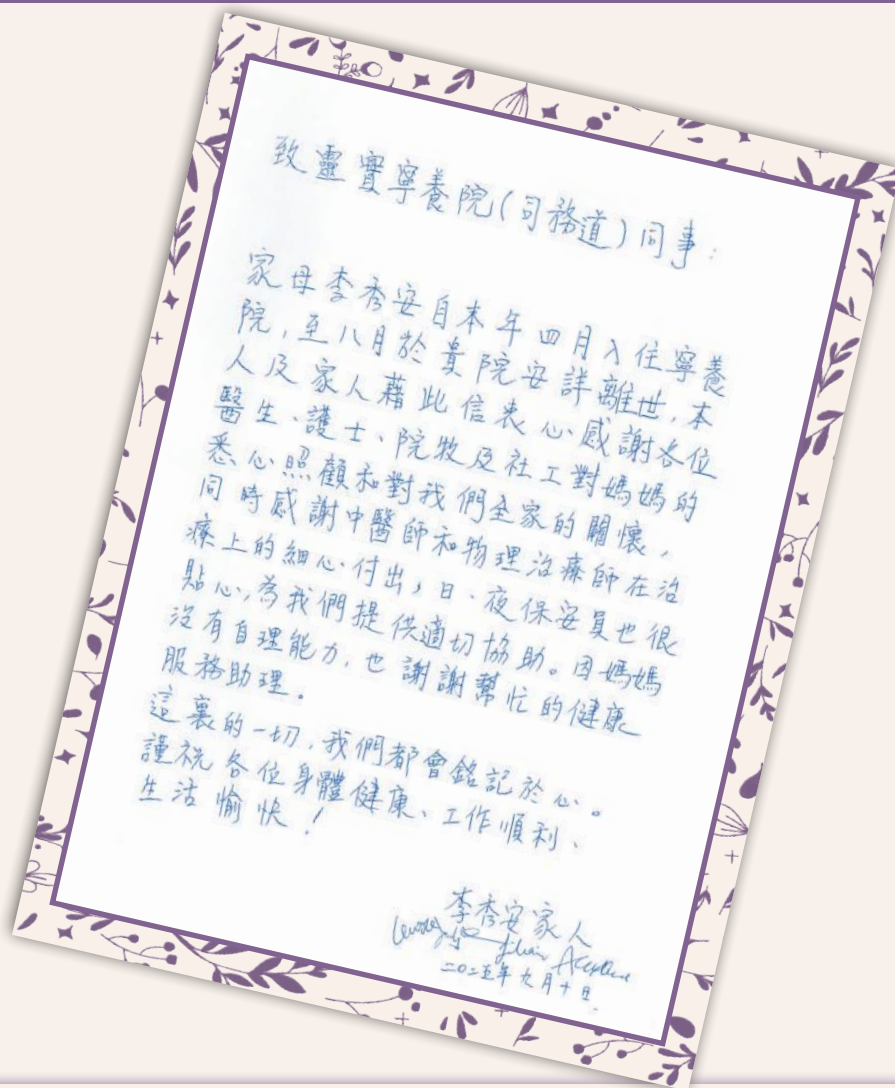 致靈實寧養院(司務道)同事:
家母李秀安自本年四月入住寧養
院,至八月於貴院安詳離世,本
人及家人藉此信衷心感謝各位
醫生、護士、院牧及社工對媽媽的
悉心照顧和對我們全家的關懷,
同時感謝中醫師和物理治療師在治
療上的細心付出,日、夜保安員也很
貼心,為我們提供適切協助。因媽媽
沒有自理能力,也謝謝幫忙的健康
服務助理。
這裏的一切,我們都會銘記於心。
謹祝各位身體健康、工作順利、
生活愉快!
李秀安家人
二〇二五年九月十日